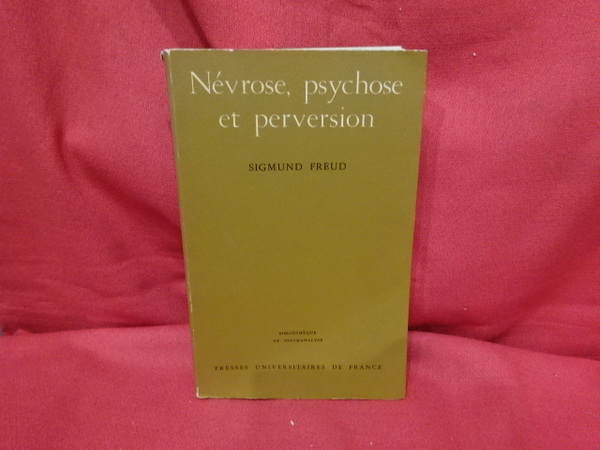 Névrose, psychose
et perversion
SIGMUND FREUD
BIBLIOTHÈQUE
DE PSYCHANALYSE
PRESSES UNIVERSITAIRES DE FRANCE